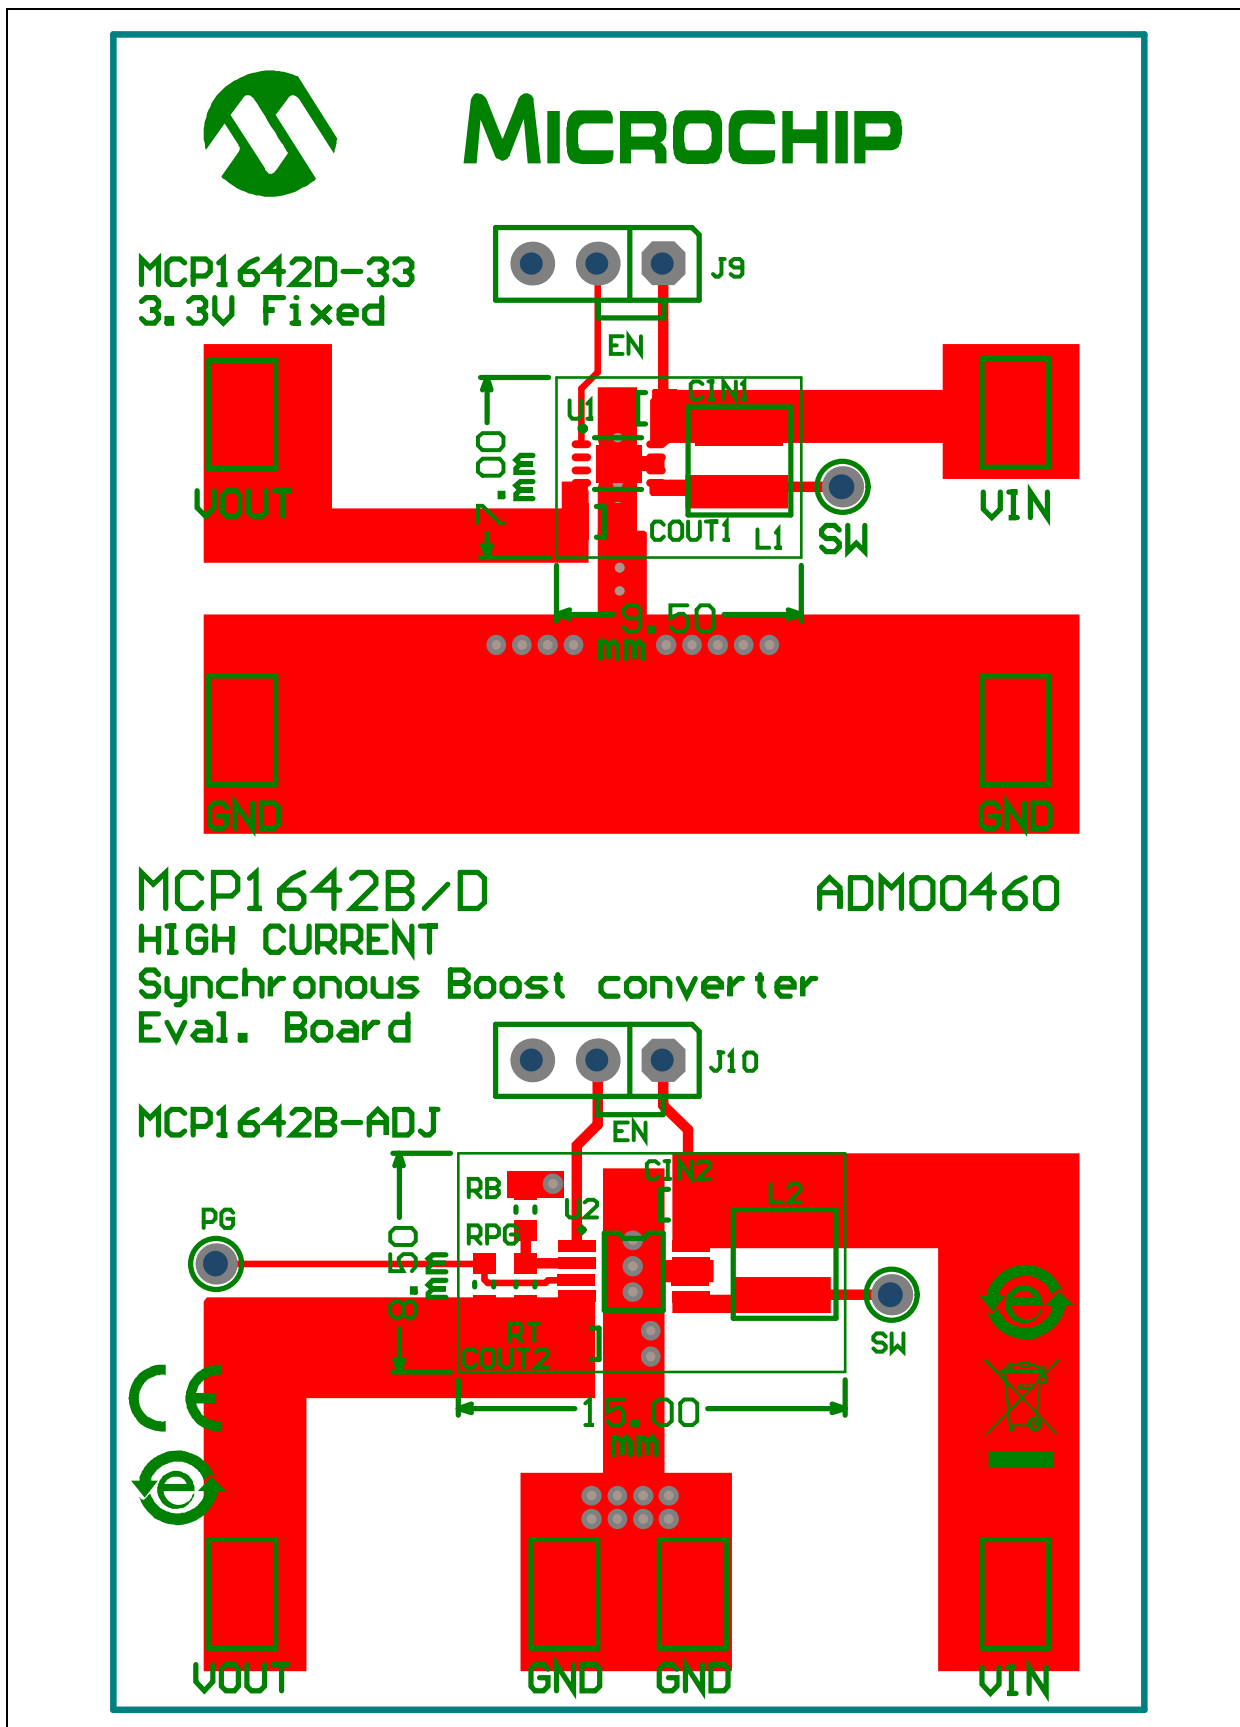 MICROCHIP
J9
MCP1642D-33
3.3V Fixed
EN
CIN1
U1
7.00
mm
VOUT
VIN
COUT1
L1
SW
9.50
mm
GND
GND
MCP1642B/D
ADM00460
HIGH CURRENT
Synchronous Boost converter
Eval. Board
J10
MCP1642B-ADJ
EN
CIN2
RB
L2
U2
PG
RPG
8.50
mm
RT
SW
COUT2
CE
15.00
mm
e
e
VOUT
GND
GND
VIN